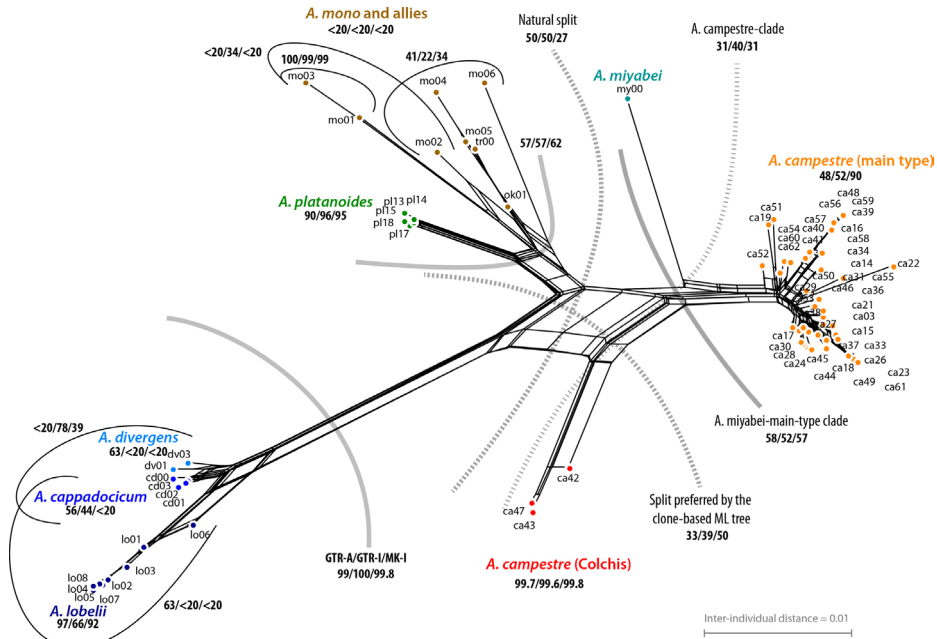 A. mono and allies
<20/<20/<20
<20/34/<20
100/99/99
mo03
mo01
41/22/34
mo04
mo06
mo02
mo05
tr00
ok01
Natural split
50/50/27
57/57/62
A. campestre-clade
31/40/31
A. miyabei
my00
A. platanoides
90/96/95
pl13
pl14
pl15
pl18
pl17
A. campestre (main type)
48/52/90
ca48
ca51
ca56
ca59
ca19
ca57
ca39
ca54
ca40
ca16
ca60
ca41
ca58
ca62
ca34
ca52
ca14
ca22
ca50
ca31
ca55
ca29
ca46
ca36
ca21
ca03
ca27
ca15
ca17
ca30
ca37
ca33
ca28
ca45
ca26
ca24
ca18
ca23
ca44
ca49
ca61
A. miyabei-main-type clade
58/52/57
<20/78/39
A. divergens
63/<20/<20
dv03
dv01
cd00
cd03
cd02
cd01
A. cappadocicum
56/44/<20
lo06
lo01
lo03
lo08
lo02
lo04
lo05
lo07
A. lobelii
97/66/92
63/<20/<20
GTR-A/GTR-I/MK-I
99/100/99.8
ca42
ca47
ca43
A. campestre (Colchis)
99.7/99.6/99.8
Split preferred by the
clone-based ML tree
33/39/50
Inter-individual distance = 0.01